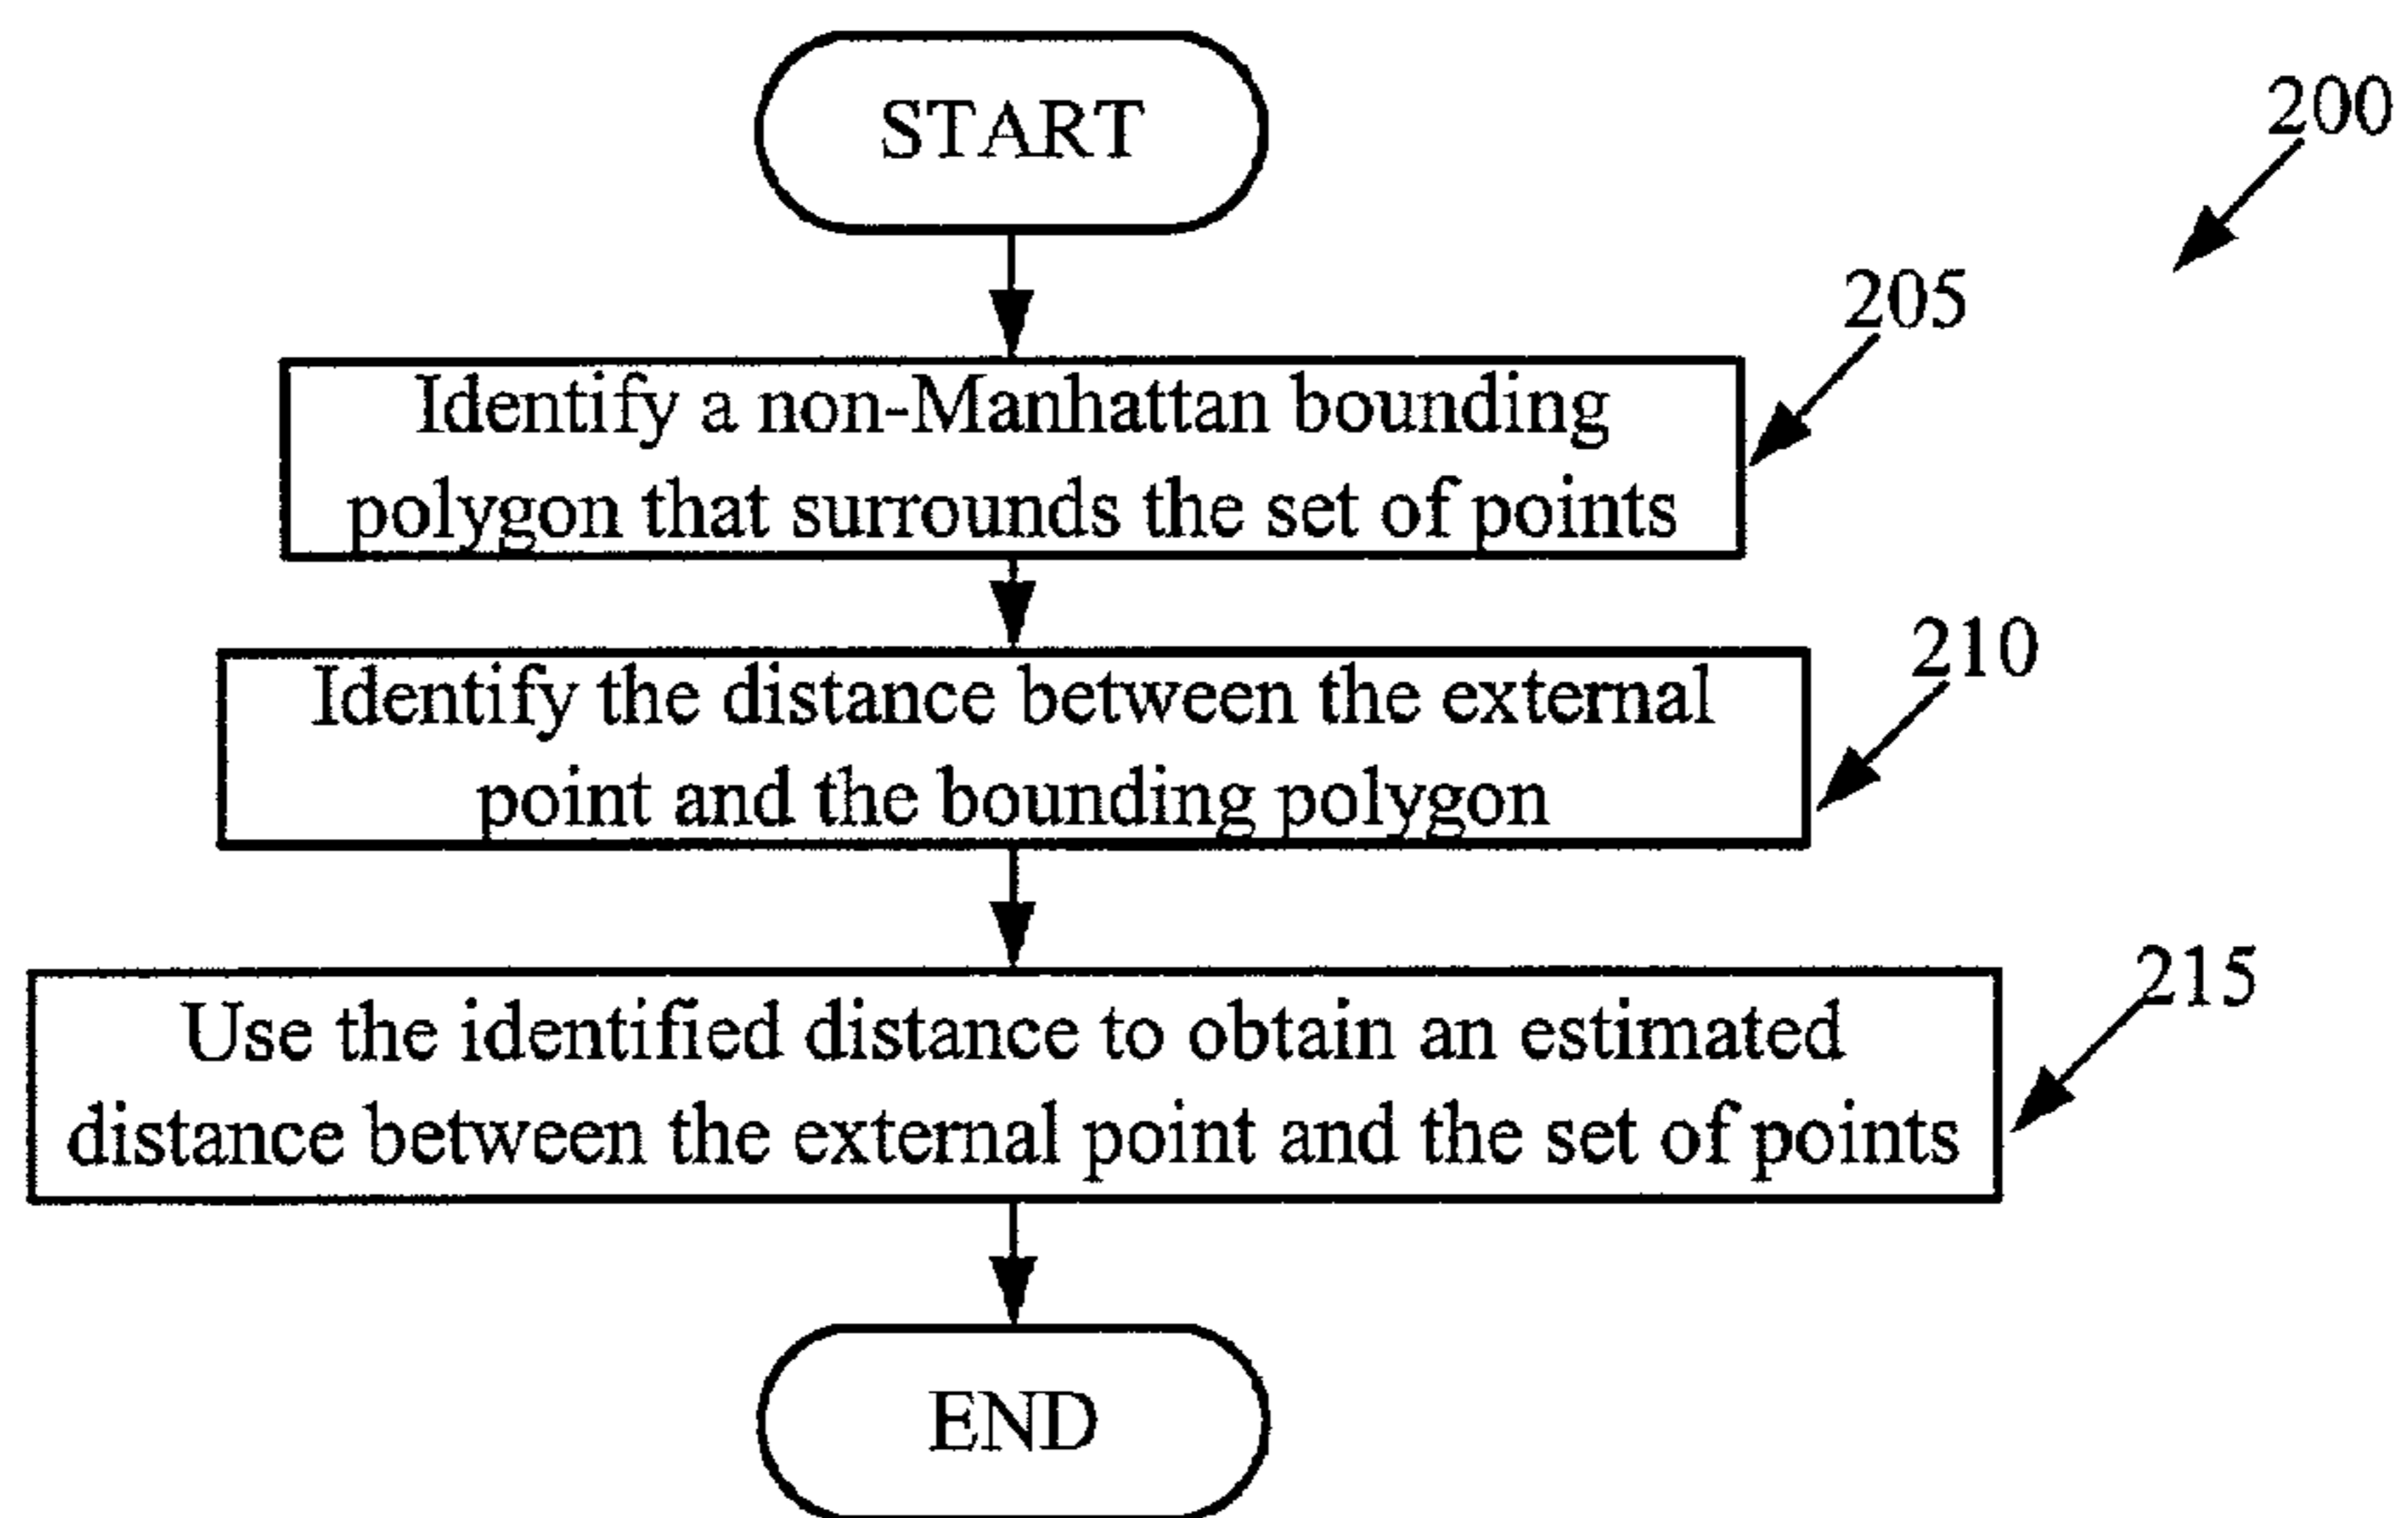 START
200
205
Identify a non-Manhattan bounding
polygon that surrounds the set of points
210
Identify the distance between the external
point and the bounding polygon
215
Use the identified distance to obtain an estimated
distance between the external point and the set of points
END